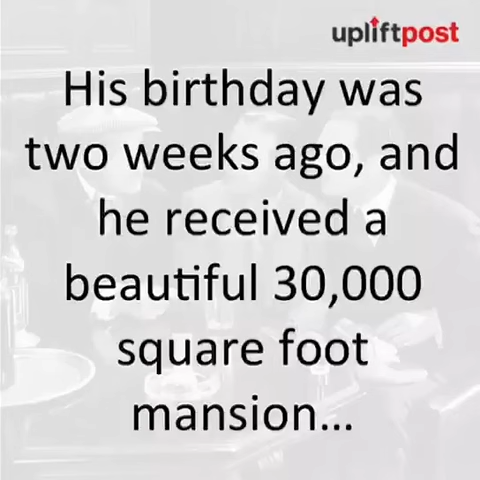 upliftpost
His birthday was
two weeks ago, and
he received a
beautiful 30,000
square foot
mansion...